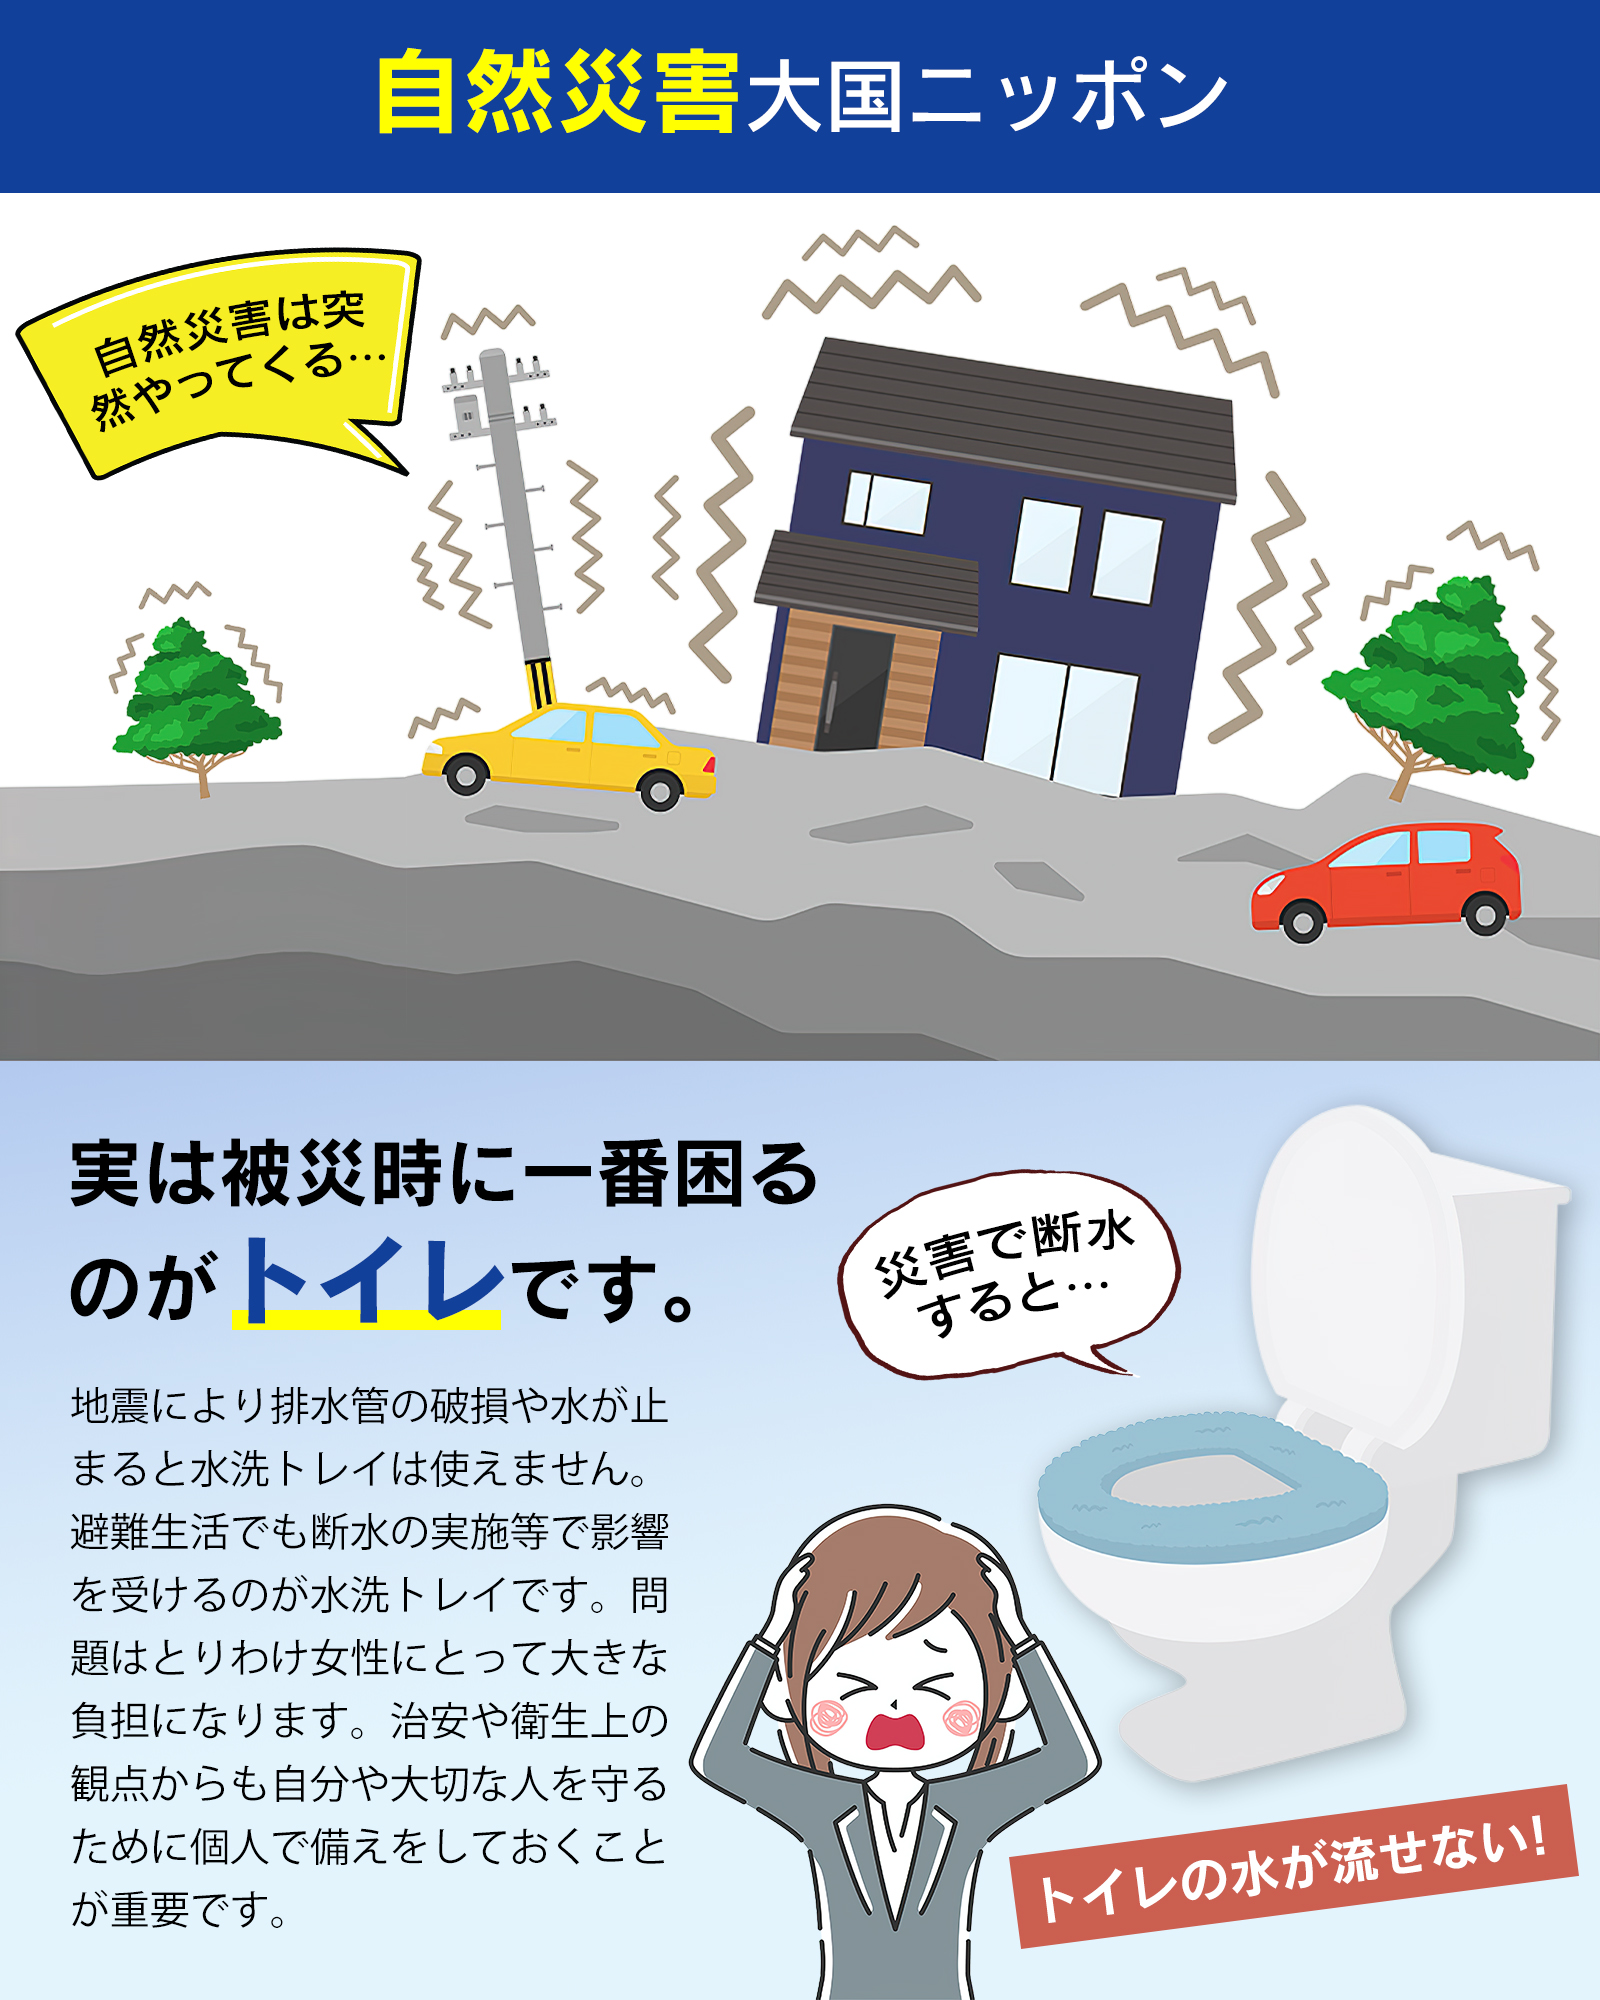 自然災害大国ニッポン
自然災害は突
然やってくる…
実は被災時に一番困る
のがトイレです。
災害で断水
すると…
地震により排水管の破損や水が止
まると水洗トレイは使えません。
避難生活でも断水の実施等で影響
を受けるのが水洗トレイです。問
題はとりわけ女性にとって大きな
負担になります。治安や衛生上の
観点からも自分や大切な人を守る
ために個人で備えをしておくこと
が重要です。
トイレの水が流せない!